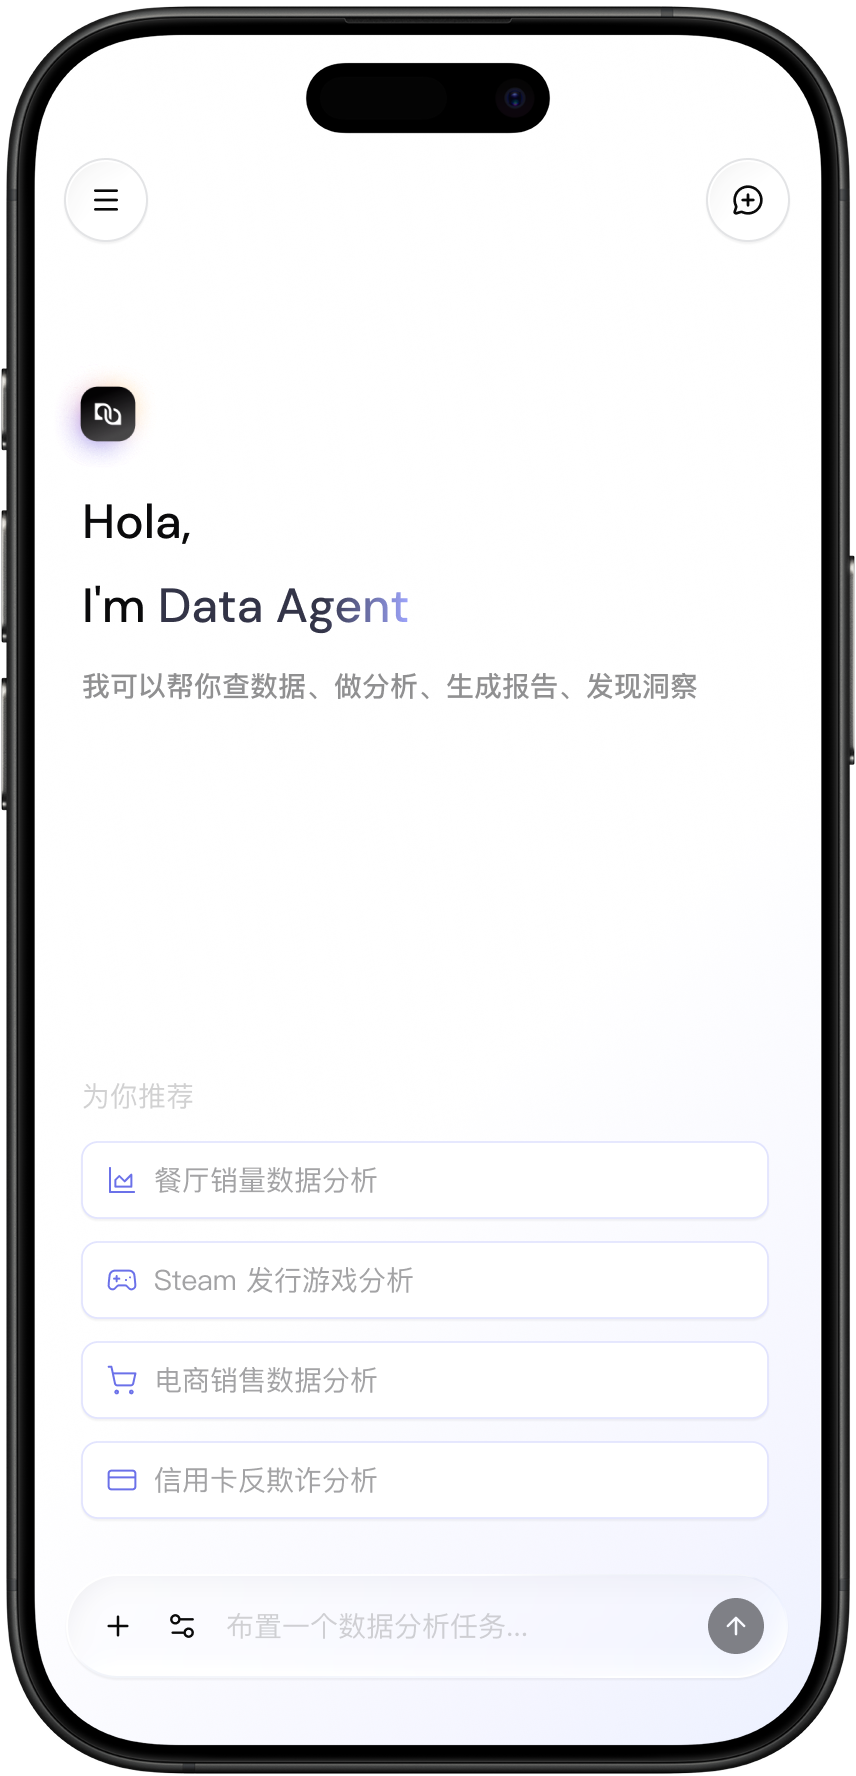 Hola,
I'm Data Agent
我可以帮你查数据、做分析、生成报告、发现洞察
为你推荐
餐厅销量数据分析
Steam 发行游戏分析
电商销售数据分析
信用卡反欺诈分析
布置一个数据分析任务...